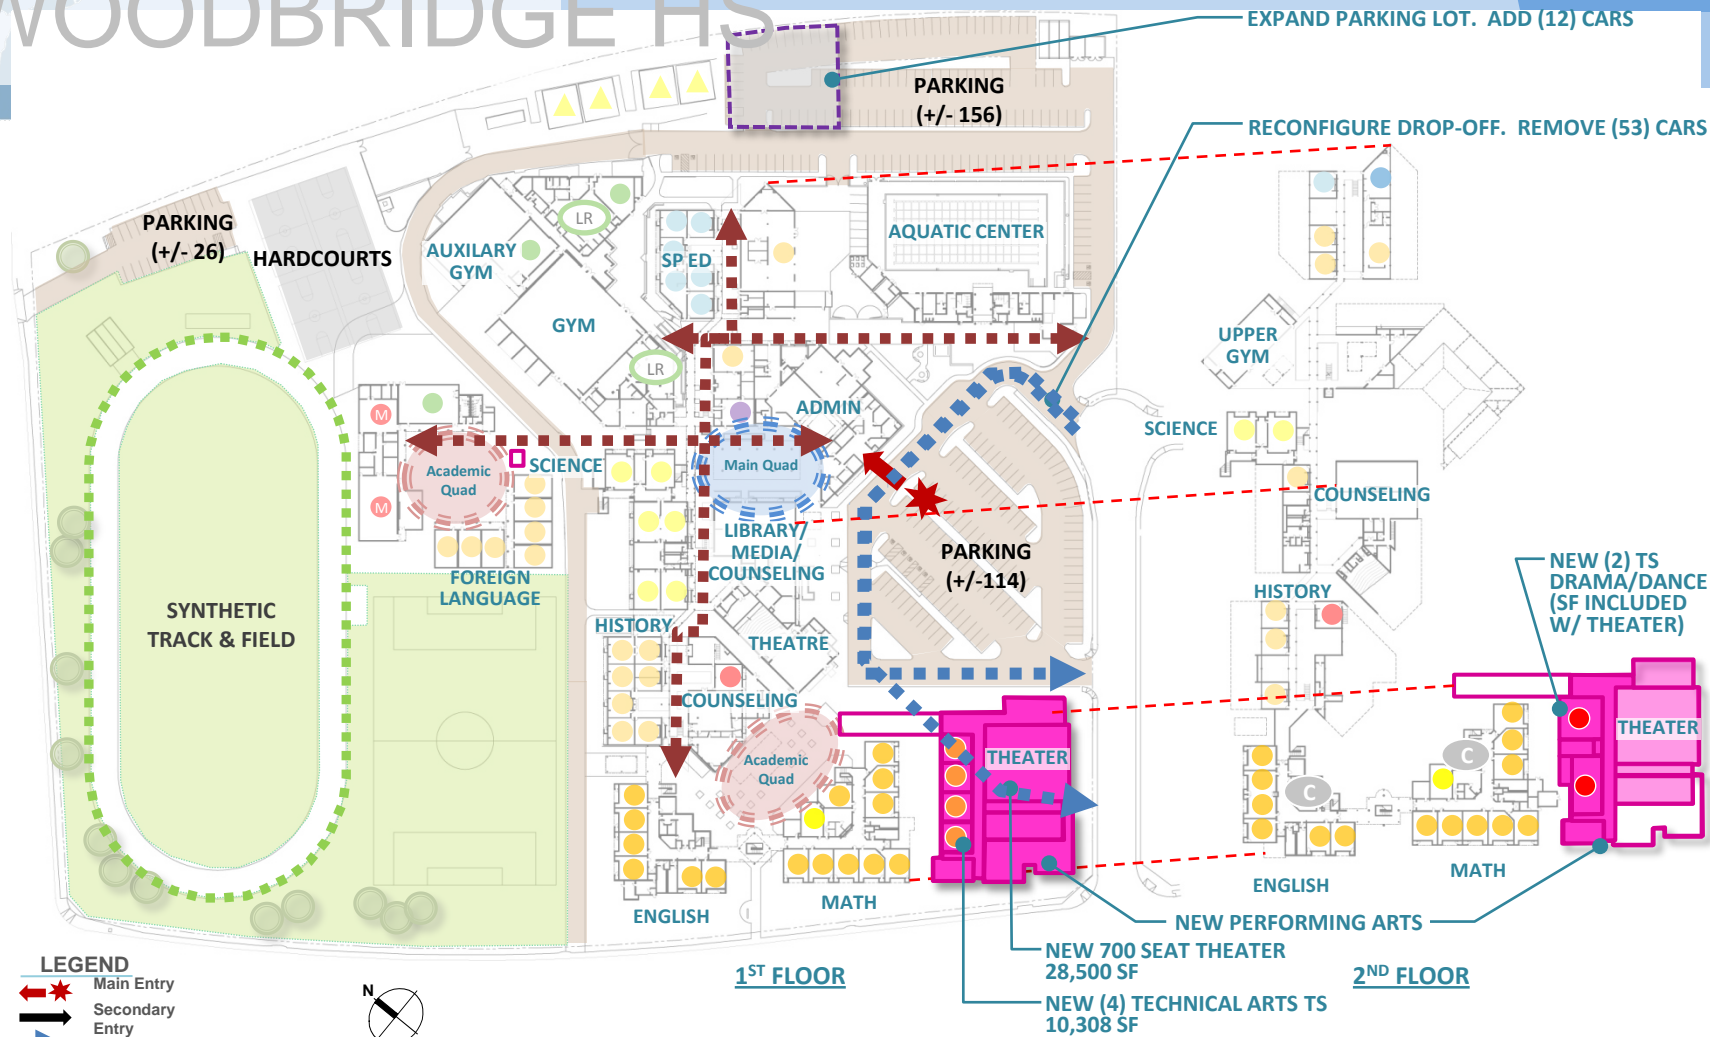 WOODBRIDGE HS
EXPAND PARKING LOT.  ADD (12) CARS
PARKING
(+/- 156)
RECONFIGURE DROP-OFF.  REMOVE (53) CARS
PARKING
(+/- 26)
HARDCOURTS
AUXILARY
GYM
LR
SP ED
AQUATIC CENTER
GYM
LR
UPPER
GYM
ADMIN
M
SCIENCE
Academic
Quad
SCIENCE
Main Quad
M
COUNSELING
LIBRARY/
MEDIA/
COUNSELING
PARKING
(+/-114)
FOREIGN
LANGUAGE
NEW (2) TS
DRAMA/DANCE
(SF INCLUDED
W/ THEATER)
HISTORY
SYNTHETIC
TRACK & FIELD
HISTORY
THEATRE
COUNSELING
THEATER
THEATER
Academic
Quad
C
C
MATH
ENGLISH
MATH
ENGLISH
NEW PERFORMING ARTS
NEW 700 SEAT THEATER
28,500 SF
1ST FLOOR
2ND FLOOR
NEW (4) TECHNICAL ARTS TS
10,308 SF
LEGEND
Main Entry
Secondary
Entry
N